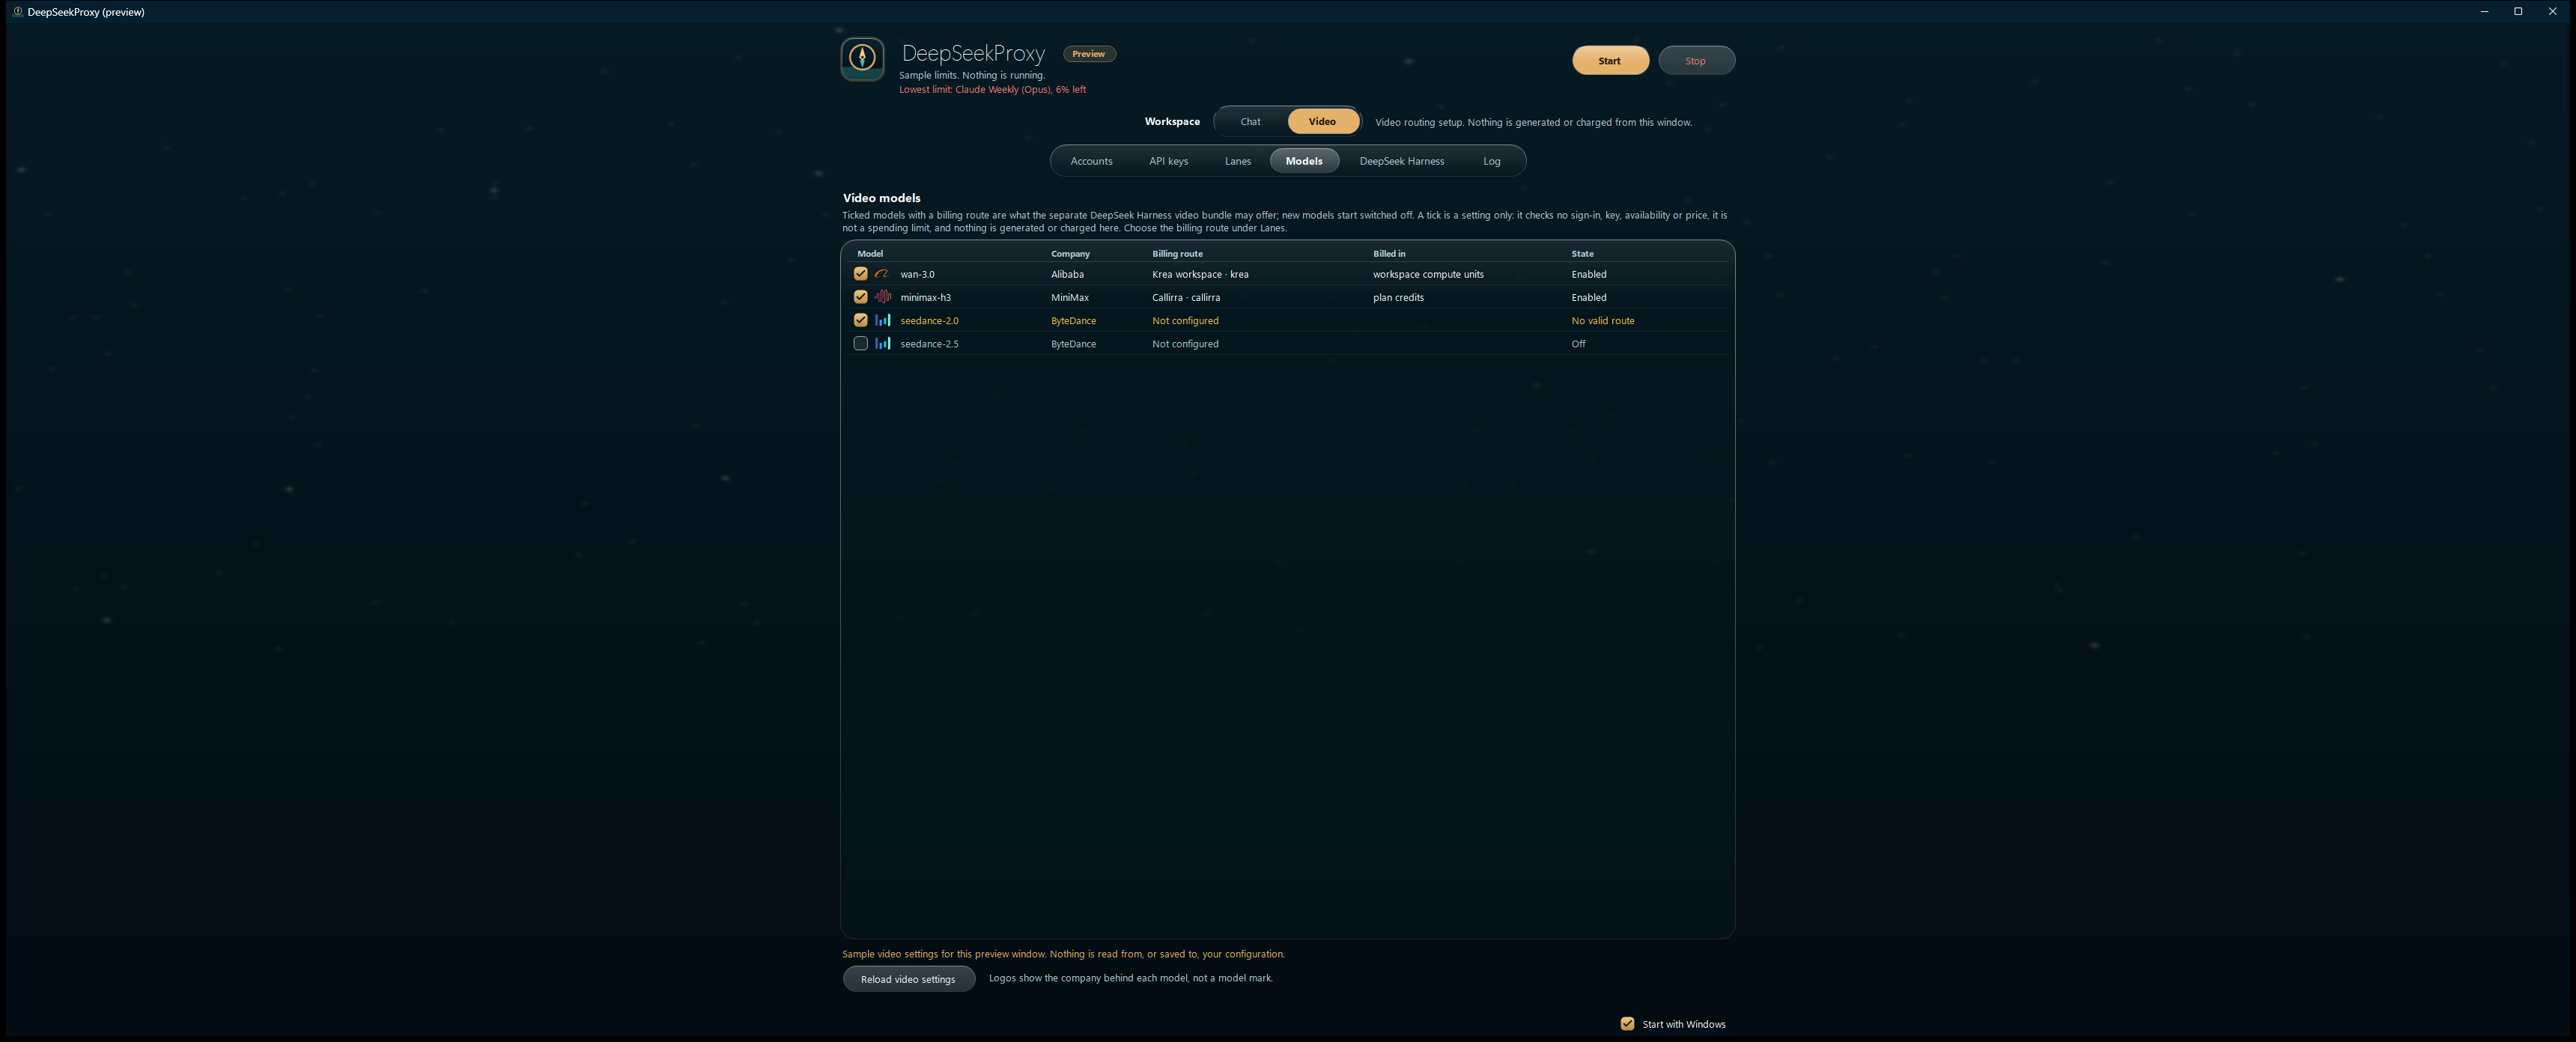 DeepSeekProxy (preview)
DeepSeekProxy Preview
Start Stop
Sample limits. Nothing is running.
Lowest limit: Claude Weekly (Opus), 6% left
Workspace Chat Video Video routing setup. Nothing is generated or charged from this window.
Accounts API keys Lanes Models DeepSeek Harness Log
Video models
Ticked models with a billing route are what the separate DeepSeek Harness video bundle may offer; new models start switched off. A tick is a setting only: it checks no sign-in, key, availability or price, it is
not a spending limit, and nothing is generated or charged here. Choose the billing route under Lanes.
Model Company Billing route Billed in State
wan-3.0 Alibaba Krea workspace · krea workspace compute units Enabled
minimax-h3 MiniMax Callirra · callirra plan credits Enabled
seedance-2.0 ByteDance Not configured No valid route
seedance-2.5 ByteDance Not configured Off
Sample video settings for this preview window. Nothing is read from, or saved to, your configuration.
Reload video settings Logos show the company behind each model, not a model mark.
Start with Windows